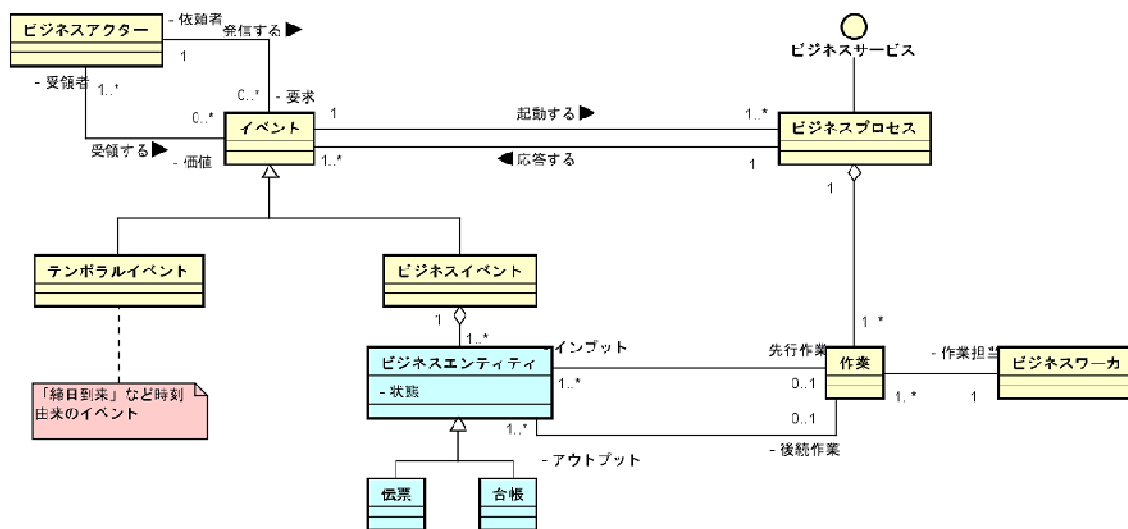 ビジネスアクター
- 依頼者
発信する ▶
1
- 受領者
1..*
0..*
- 要求
0..*
受領する ▶
- 価値
イベント
1
起動する ▶
1..*
1..*
◀ 応答する
1
ビジネスサービス
ビジネスプロセス
1
テンポラルイベント
ビジネスイベント
1
1..*
「締日到来」など時刻
由来のイベント
ビジネスエンティティ
- 状態
- インプット
1..*
先行作業
0..1
1..*
- アウトプット
0..1
- 後続作業
1..*
作業
- 作業担当
1..*
1
ビジネスワーカ
伝票
台帳